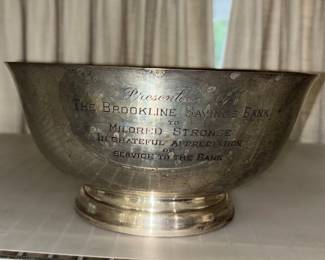 Presented
The Brookline Savings Bank
to
Mildred Stronge
In Grateful Appreciation
of
Service to the Bank